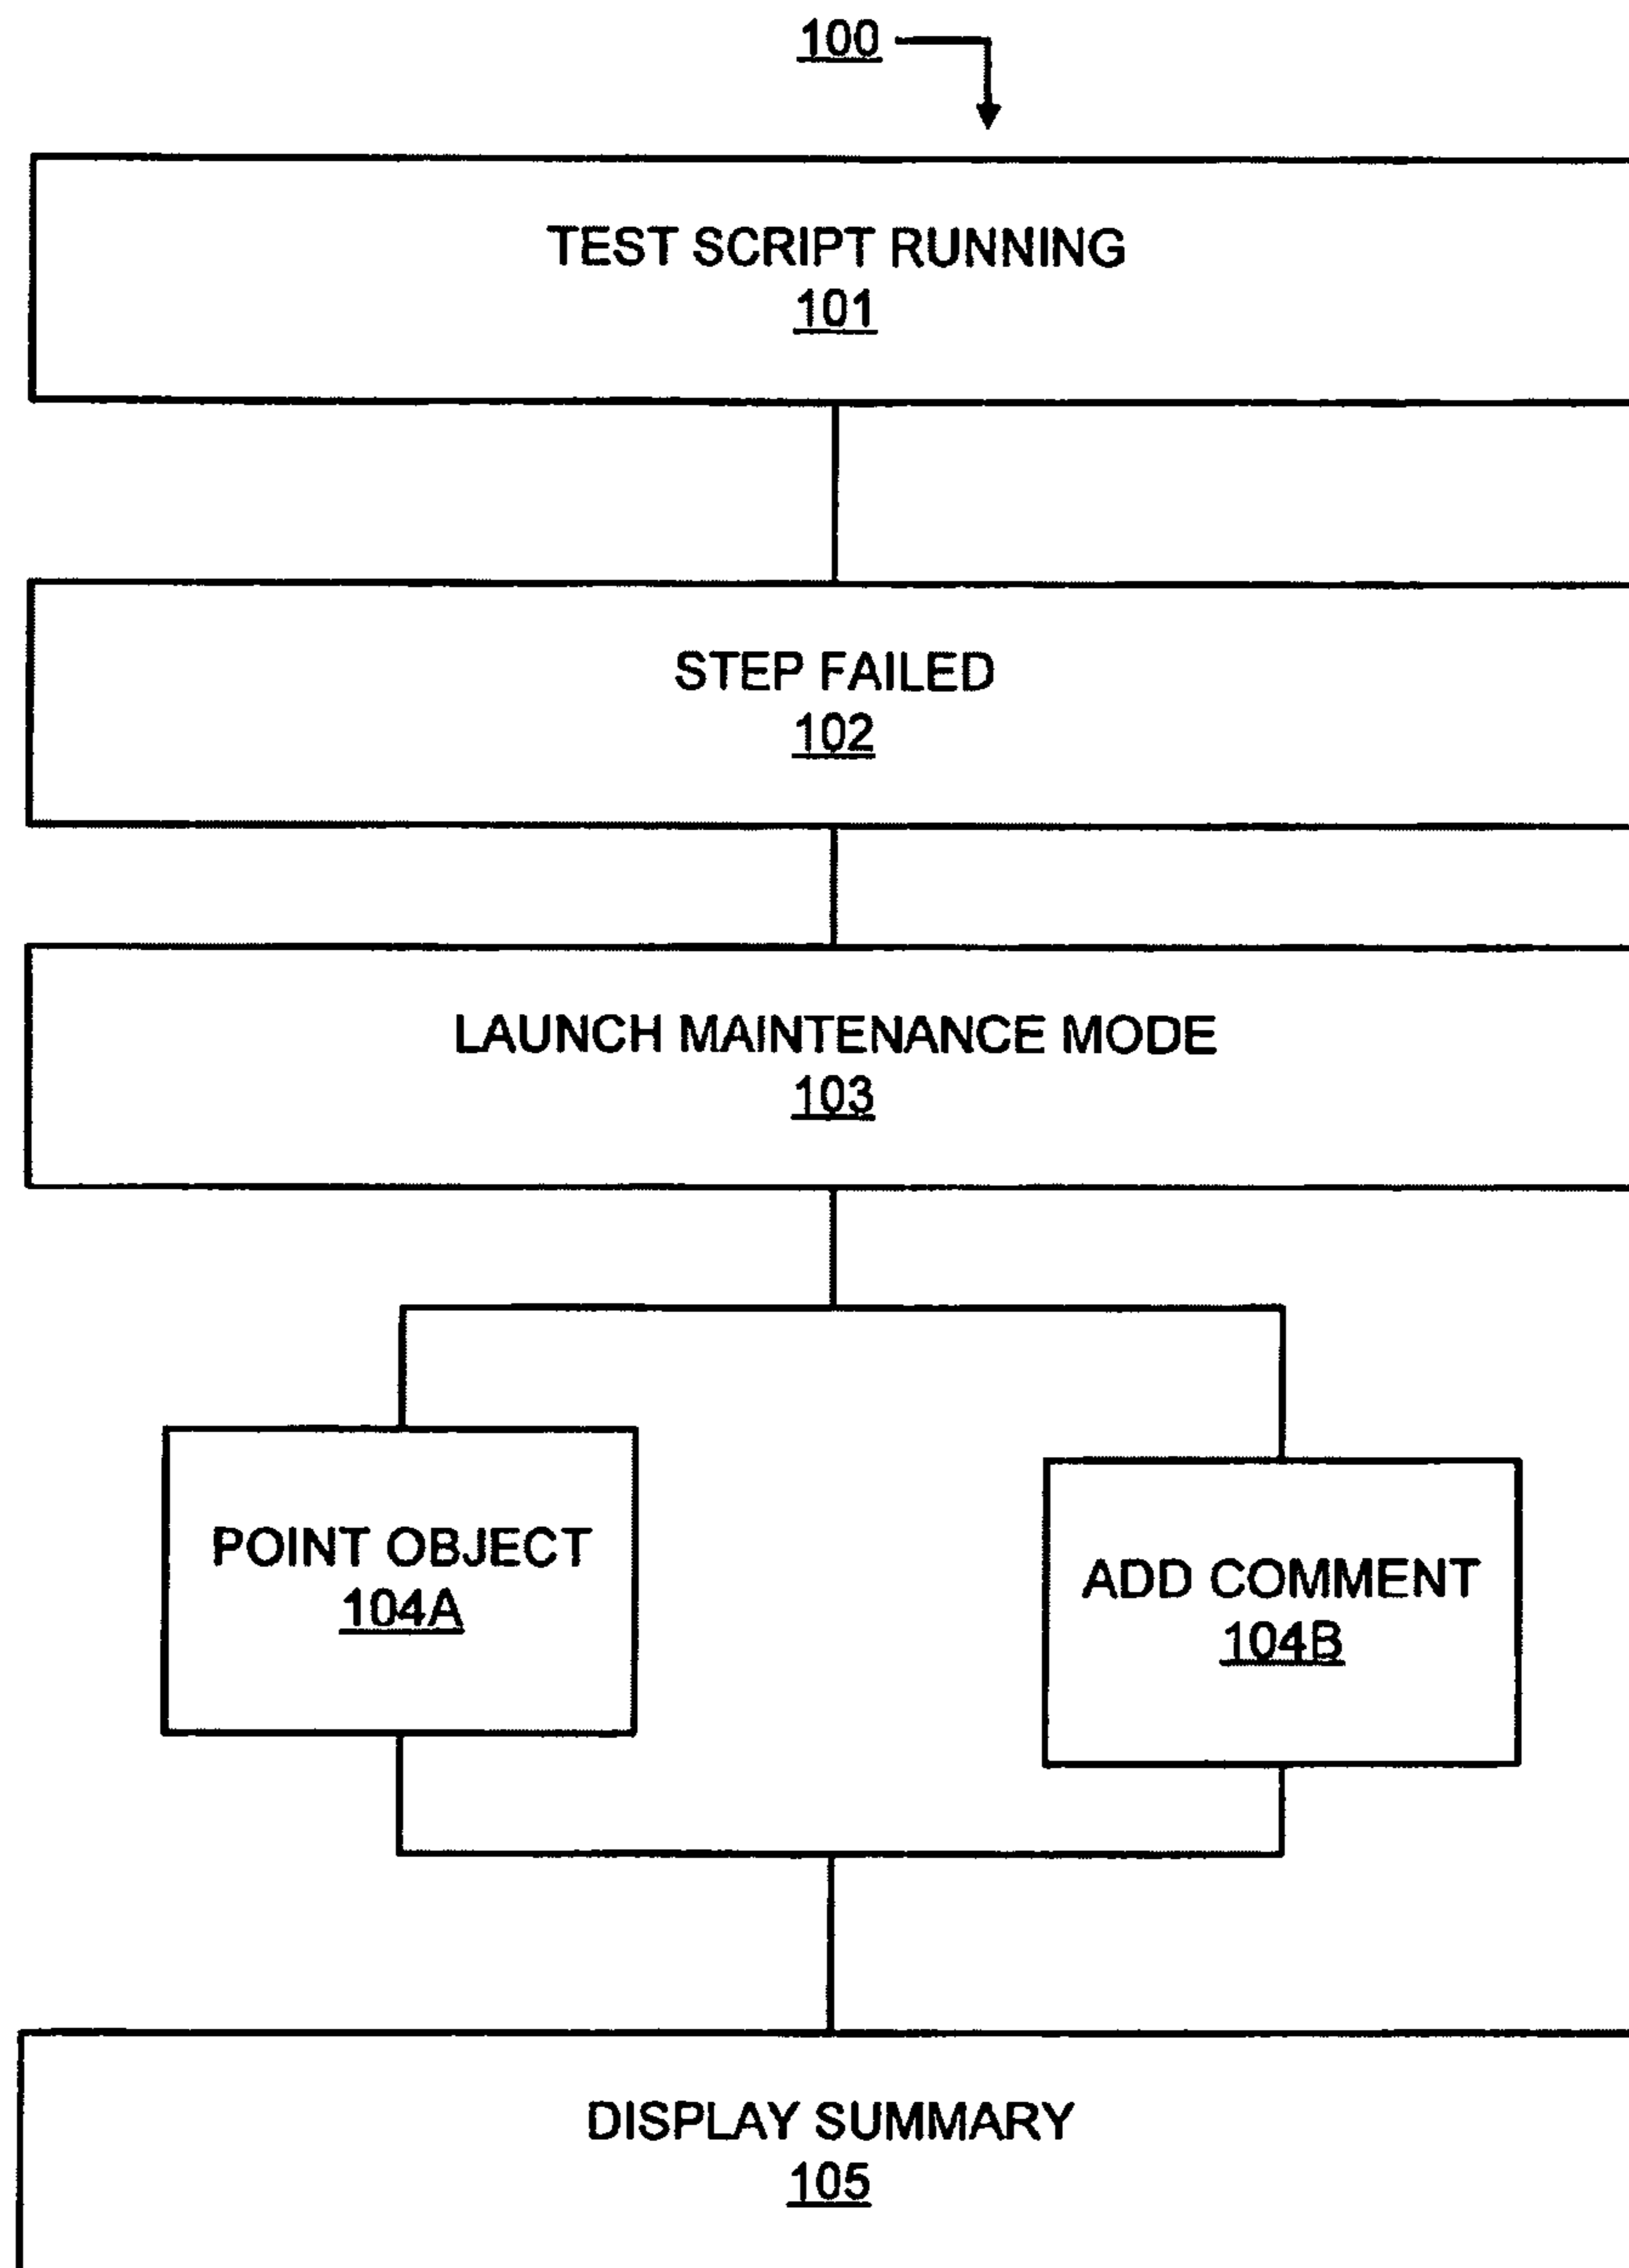 100
TEST SCRIPT RUNNING
101
STEP FAILED
102
LAUNCH MAINTENANCE MODE
103
POINT OBJECT
104A
ADD COMMENT
104B
DISPLAY SUMMARY
105